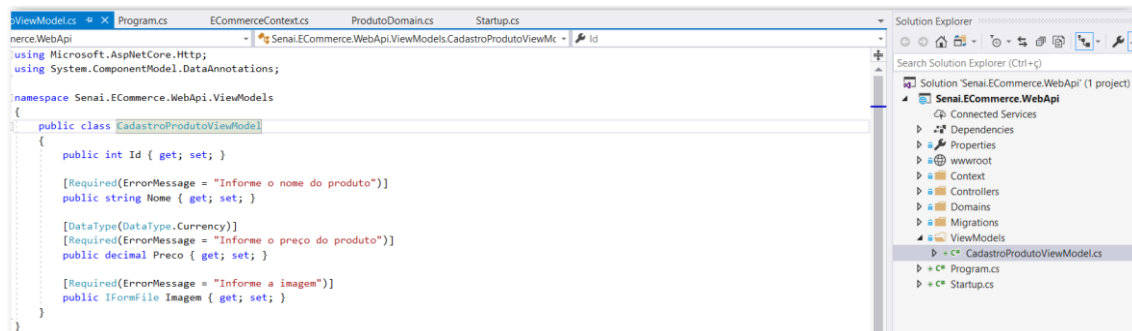 oViewModel.cs Program.cs ECommerceContext.cs ProdutoDomain.cs Startup.cs
merce.WebApi Senai.ECommerce.WebApi.ViewModels.CadastroProdutoViewMc Id
using Microsoft.AspNetCore.Http;
using System.ComponentModel.DataAnnotations;
namespace Senai.ECommerce.WebApi.ViewModels
{
public class CadastroProdutoViewModel
{
public int Id { get; set; }
[Required(ErrorMessage = "Informe o nome do produto")]
public string Nome { get; set; }
[DataType(DataType.Currency)]
[Required(ErrorMessage = "Informe o preço do produto")]
public decimal Preco { get; set; }
[Required(ErrorMessage = "Informe a imagem")]
public IFormFile Imagem { get; set; }
}
}
Solution Explorer
Search Solution Explorer (Ctrl+ç)
Solution 'Senai.ECommerce.WebApi' (1 project)
Senai.ECommerce.WebApi
Connected Services
Dependencies
Properties
wwwroot
Context
Controllers
Domains
Migrations
ViewModels
+ C# CadastroProdutoViewModel.cs
+ C# Program.cs
+ C# Startup.cs